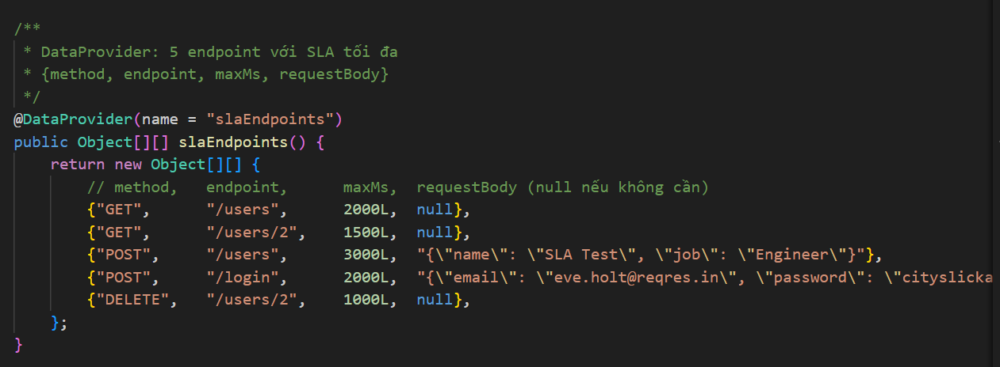 /**
 * DataProvider: 5 endpoint với SLA tối đa
 * {method, endpoint, maxMs, requestBody}
 */
@DataProvider(name = "slaEndpoints")
public Object[][] slaEndpoints() {
    return new Object[][] {
        // method,   endpoint,      maxMs,  requestBody (null nếu không cần)
        {"GET",      "/users",      2000L,  null},
        {"GET",      "/users/2",    1500L,  null},
        {"POST",     "/users",      3000L,  "{\"name\": \"SLA Test\", \"job\": \"Engineer\"}"},
        {"POST",     "/login",      2000L,  "{\"email\": \"eve.holt@reqres.in\", \"password\": \"cityslicka
        {"DELETE",   "/users/2",    1000L,  null},
    };
}